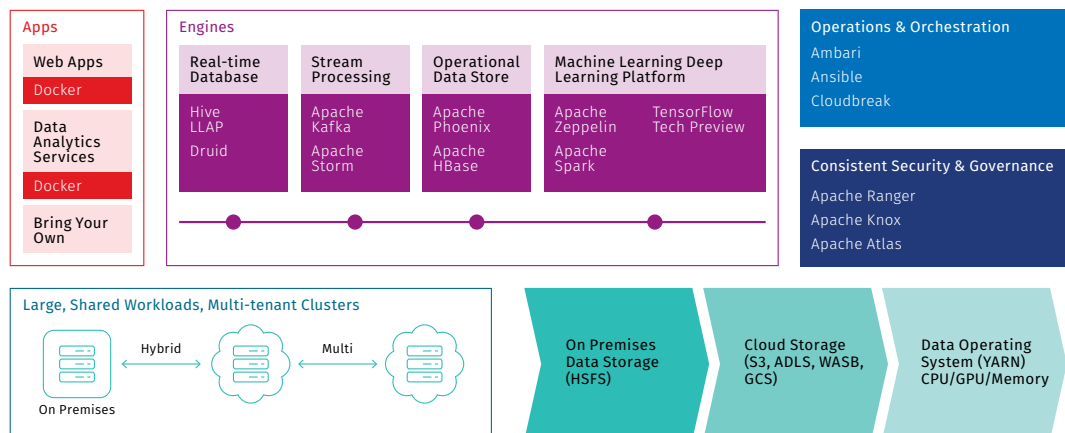 Apps
Web Apps
Docker
Data
Analytics
Services
Docker
Bring Your
Own
Engines
Real-time
Database
Hive
LLAP
Druid
Stream
Processing
Apache
Kafka
Apache
Storm
Operational
Data Store
Apache
Phoenix
Apache
HBase
Machine Learning Deep
Learning Platform
Apache
Zeppelin
Apache
Spark
TensorFlow
Tech Preview
Operations & Orchestration
Ambari
Ansible
Cloudbreak
Consistent Security & Governance
Apache Ranger
Apache Knox
Apache Atlas
Large, Shared Workloads, Multi-tenant Clusters
On Premises
Hybrid
Multi
On Premises
Data Storage
(HSFS)
Cloud Storage
(S3, ADLS, WASB,
GCS)
Data Operating
System (YARN)
CPU/GPU/Memory